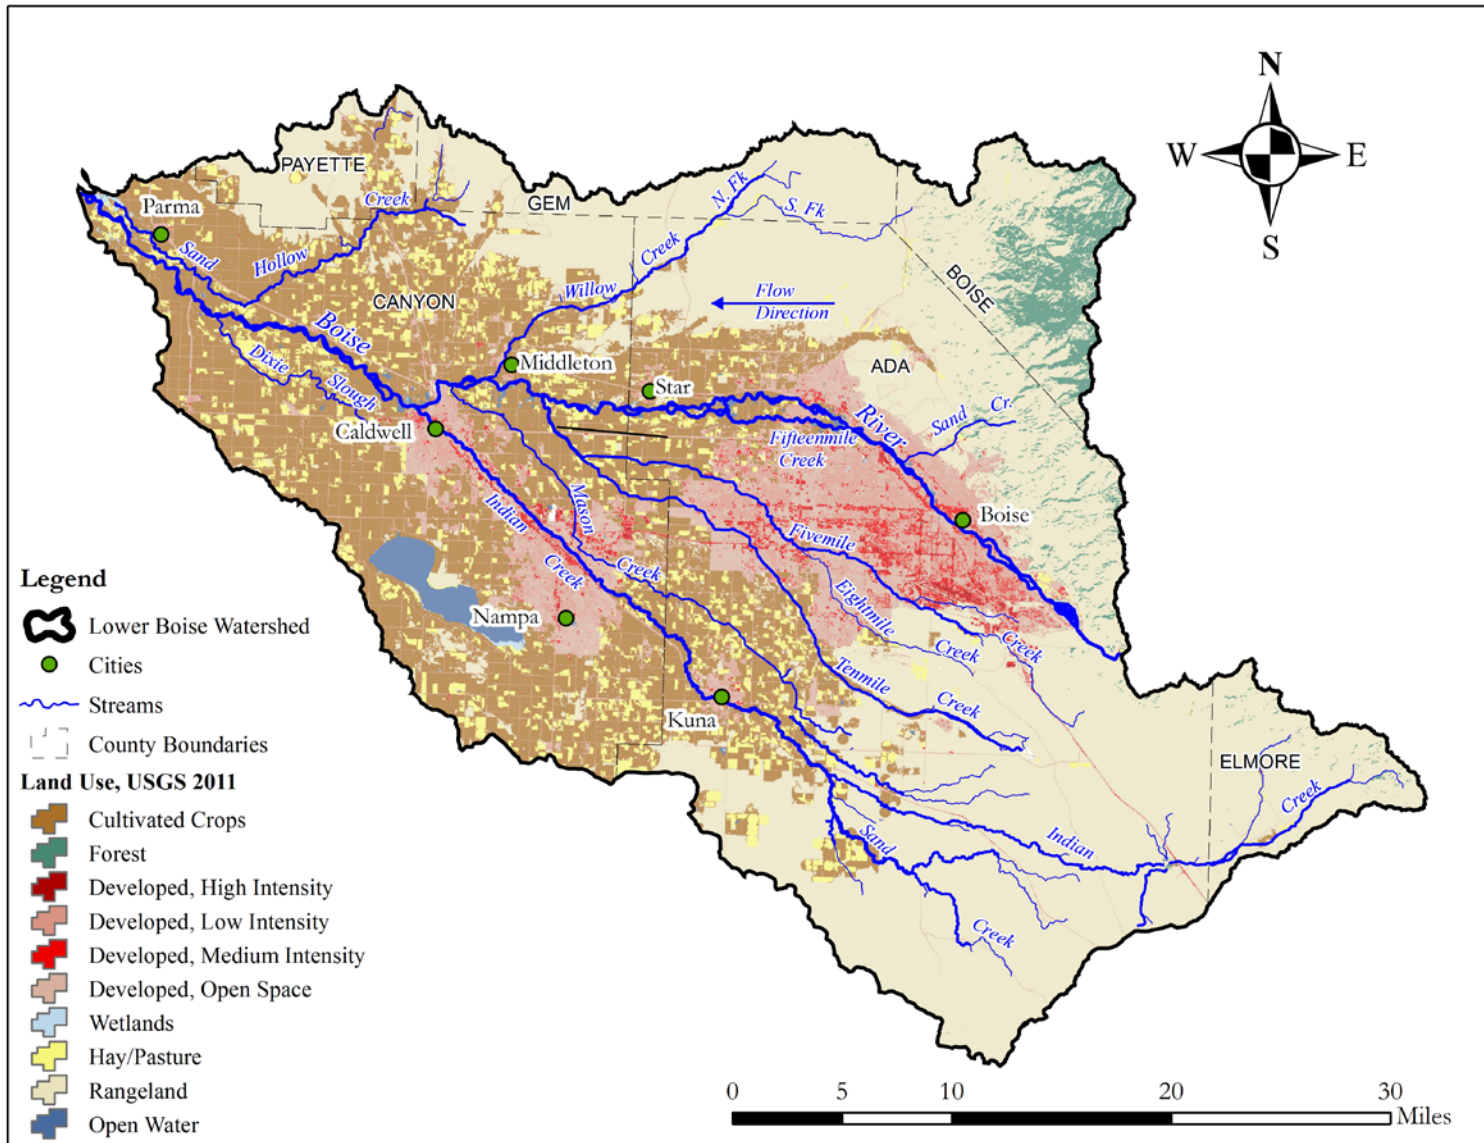 N
W
E
S
PAYETTE
GEM
N. Fk
S. Fk
Parma
Creek
Sand
Hollow
Creek
CANYON
Willow
Flow
Direction
BOISE
Boise
Middleton
ADA
Star
Dixie
Slough
River
Sand Cr.
Caldwell
Fifteenmile
Creek
Mason
Indian
Boise
Fivemile
Creek
Creek
Eightmile
Nampa
Creek
Creek
Tenmile
Creek
Kuna
ELMORE
Creek
Sand
Indian
Creek
Legend
Lower Boise Watershed
Cities
Streams
County Boundaries
Land Use, USGS 2011
Cultivated Crops
Forest
Developed, High Intensity
Developed, Low Intensity
Developed, Medium Intensity
Developed, Open Space
Wetlands
Hay/Pasture
Rangeland
Open Water
0 5 10 20 30
Miles